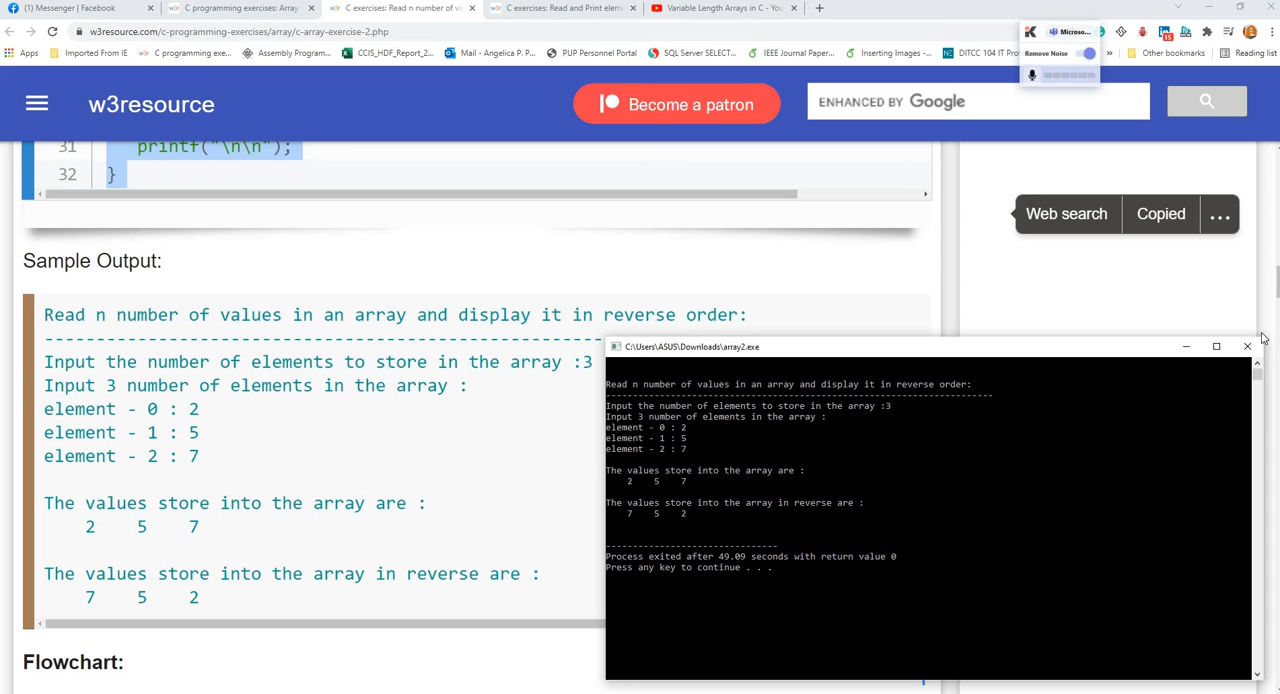 (1) Messenger | Facebook
C programming exercises: Array
C exercises: Read n number of va
C exercises: Read and Print elem
Variable Length Arrays in C - You
w3resource.com/c-programming-exercises/array/c-array-exercise-2.php
Apps
Imported From IE
C programming exe...
Assembly Program...
CCIS_HDF_Report_2...
Mail - Angelica P. P...
PUP Personnel Portal
SQL Server SELECT...
IEEE Journal Paper...
Inserting Images -...
DITCC 104 IT Pro
»
Other bookmarks
Reading list
Microso...
15
Remove Noise
w3resource
Become a patron
ENHANCED BY Google
31 printf("\n\n");
32 }
Web search
Copied
...
Sample Output:
Read n number of values in an array and display it in reverse order:
--------------------------------------------------------------
Input the number of elements to store in the array :3
Input 3 number of elements in the array :
element - 0 : 2
element - 1 : 5
element - 2 : 7
The values store into the array are :
2 5 7
The values store into the array in reverse are :
7 5 2
Flowchart:
C:\Users\ASUS\Downloads\array2.exe
Read n number of values in an array and display it in reverse order:
------------------------------------------------------------------------
Input the number of elements to store in the array :3
Input 3 number of elements in the array :
element - 0 : 2
element - 1 : 5
element - 2 : 7
The values store into the array are :
2 5 7
The values store into the array in reverse are :
7 5 2
--------------------------------
Process exited after 49.09 seconds with return value 0
Press any key to continue . . .